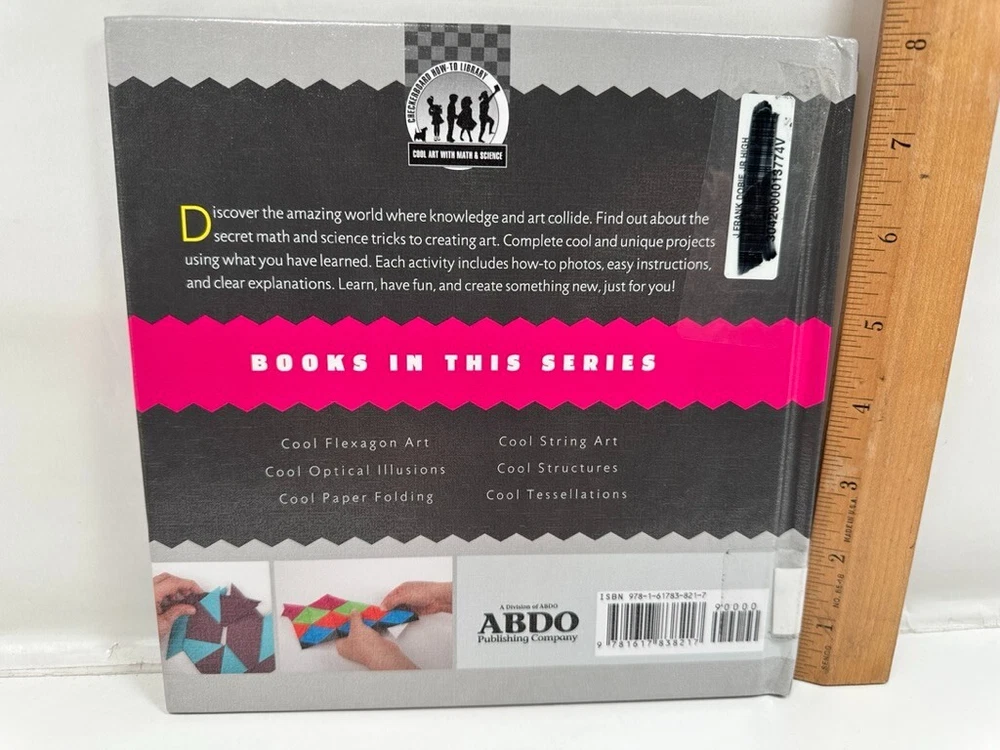 CHECKERBOARD HOW-TO LIBRARY
COOL ART WITH MATH & SCIENCE
J FRANK DOBIE JR HIGH
30420000013774V
Discover the amazing world where knowledge and art collide. Find out about the
secret math and science tricks to creating art. Complete cool and unique projects
using what you have learned. Each activity includes how-to photos, easy instructions,
and clear explanations. Learn, have fun, and create something new, just for you!
BOOKS IN THIS SERIES
Cool Flexagon Art
Cool Optical Illusions
Cool Paper Folding
Cool String Art
Cool Structures
Cool Tessellations
A Division of ABDO
ABDO
Publishing Company
ISBN 978-1-61783-821-7
90000
9 781617 838217
8
7
6
5
4
3
2
1
MADE IN U.S.A.